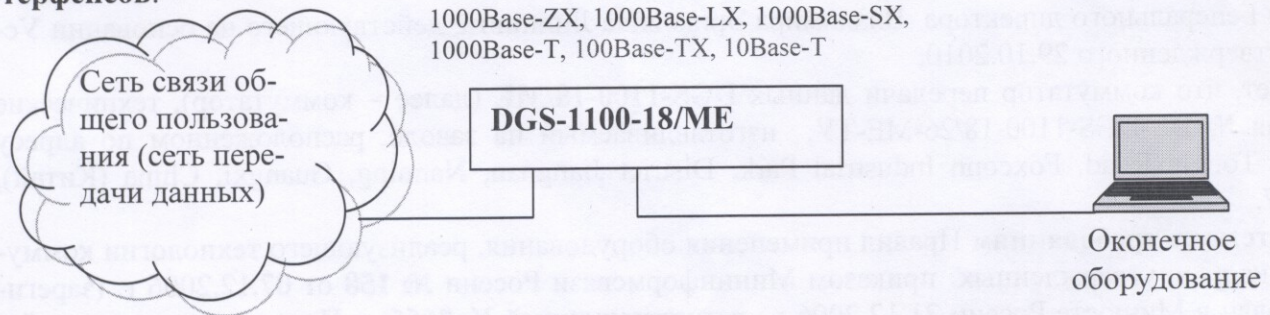 терфейсов.
1000Base-ZX, 1000Base-LX, 1000Base-SX,
1000Base-T, 100Base-TX, 10Base-T
Сеть связи об-
щего пользова-
ния (сеть пере-
дачи данных)
DGS-1100-18/ME
Оконечное
оборудование